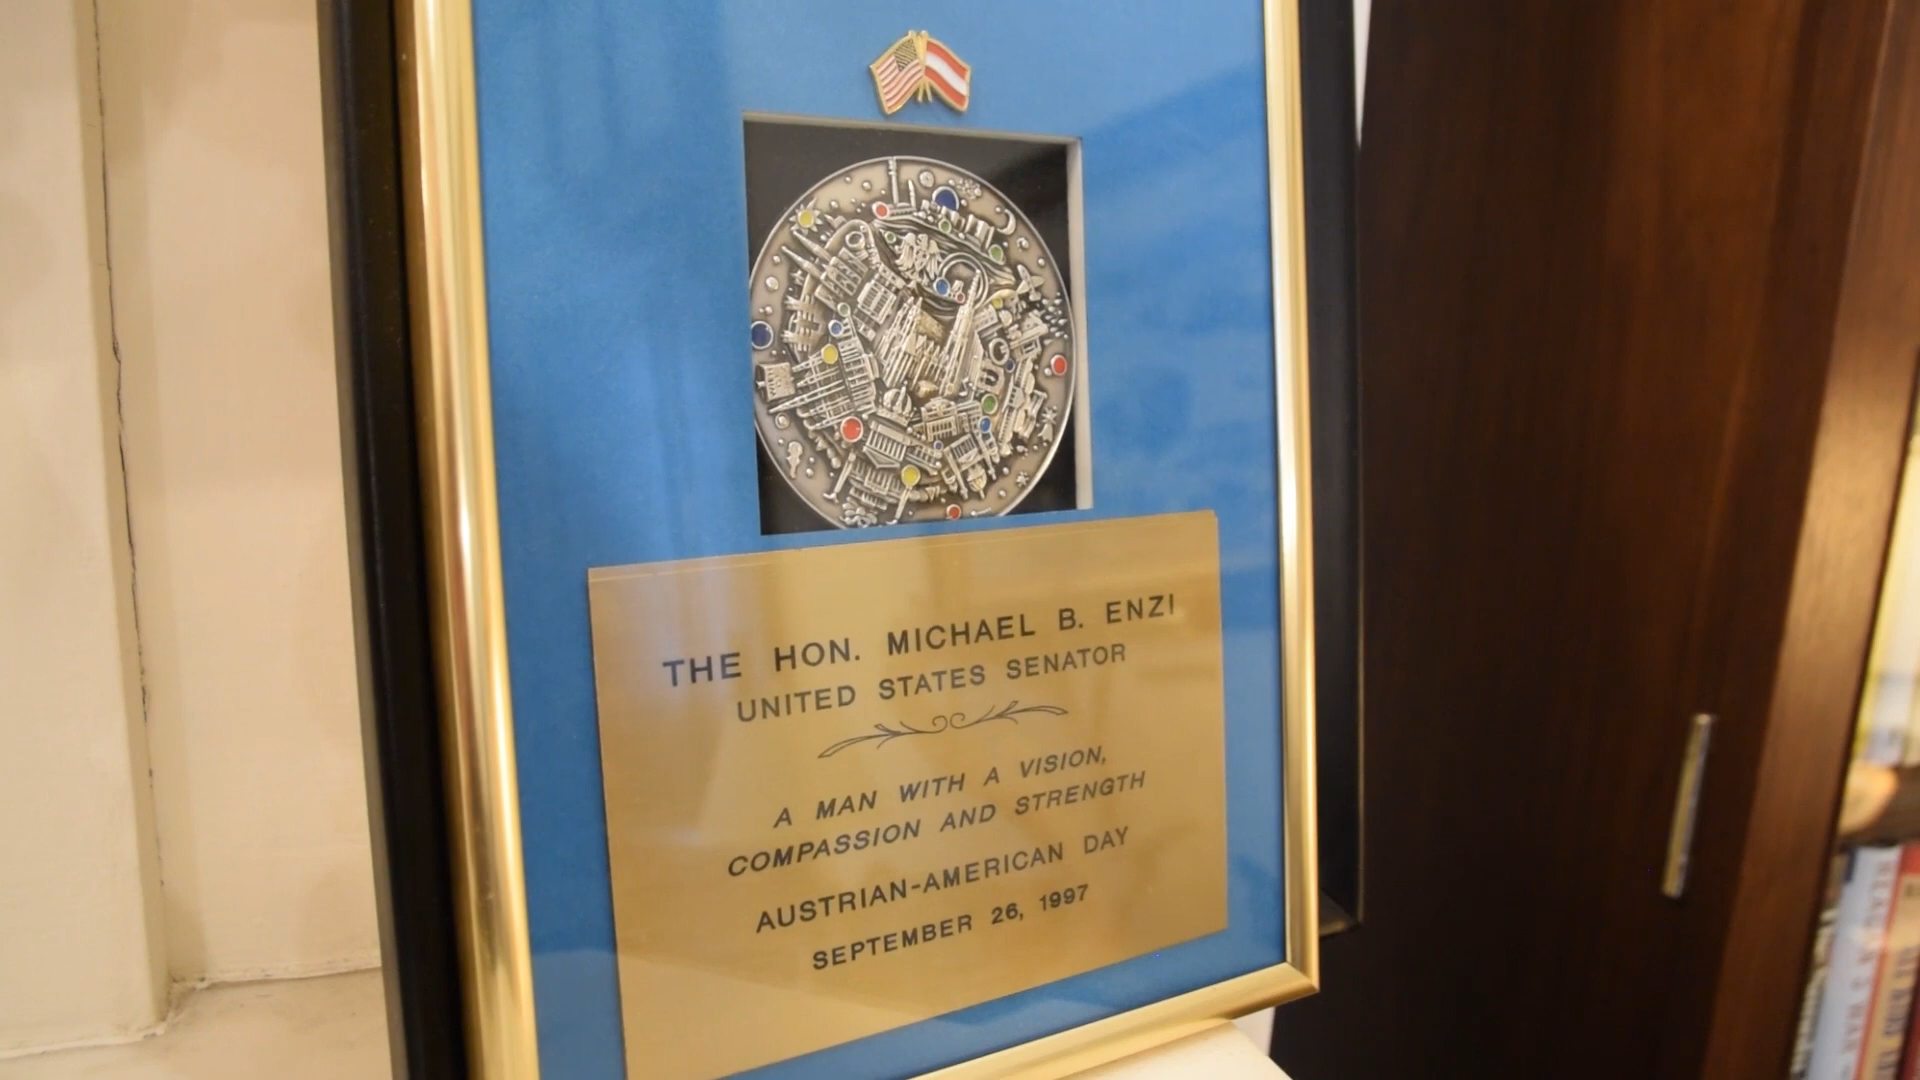 THE HON. MICHAEL B. ENZI
UNITED STATES SENATOR
A MAN WITH A VISION,
COMPASSION AND STRENGTH
AUSTRIAN-AMERICAN DAY
SEPTEMBER 26, 1997